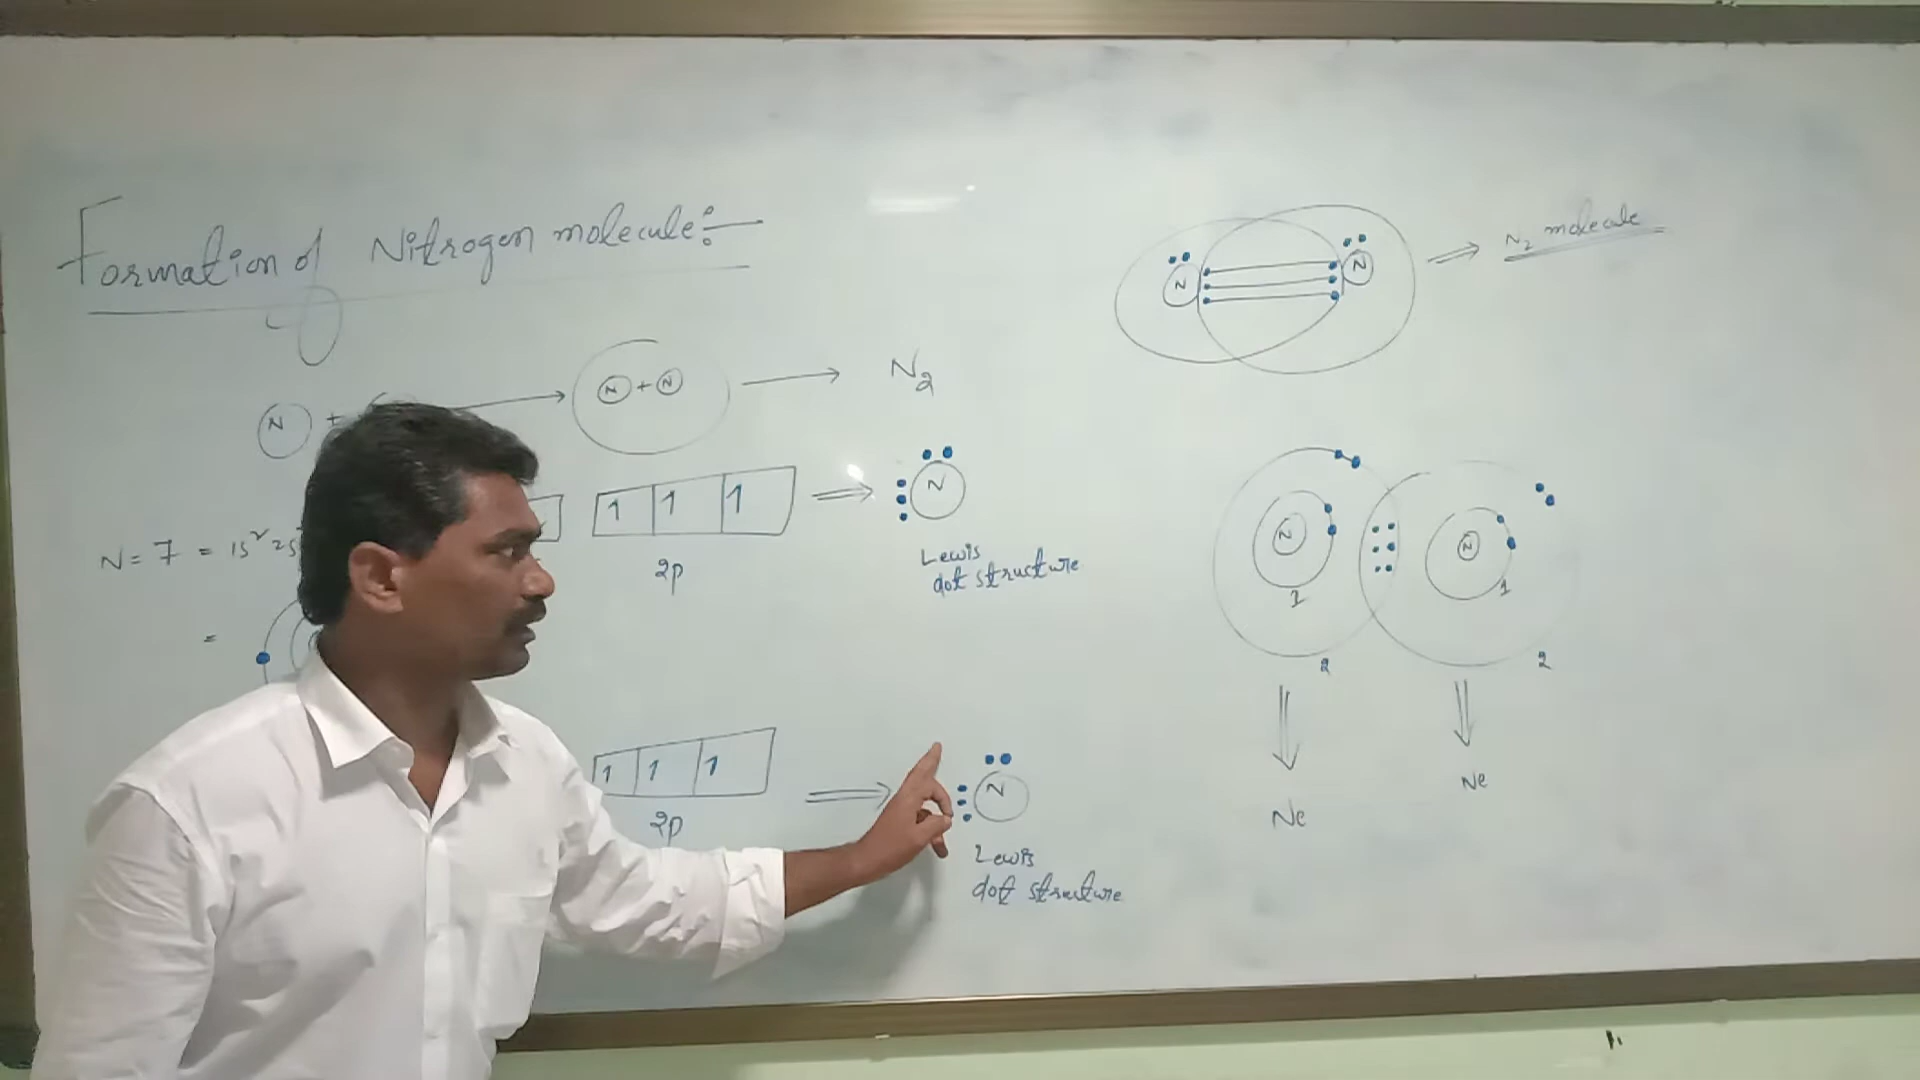 Formation of Nitrogen molecule:-
N +
N + N
N2
N = 7 = 1s² 2s
1 1 1
2p
N
Lewis
dot structure
=
1 1 1
2p
N
Lewis
dot structure
N N
N2 molecule
N N
1 1
2 2
Ne Ne